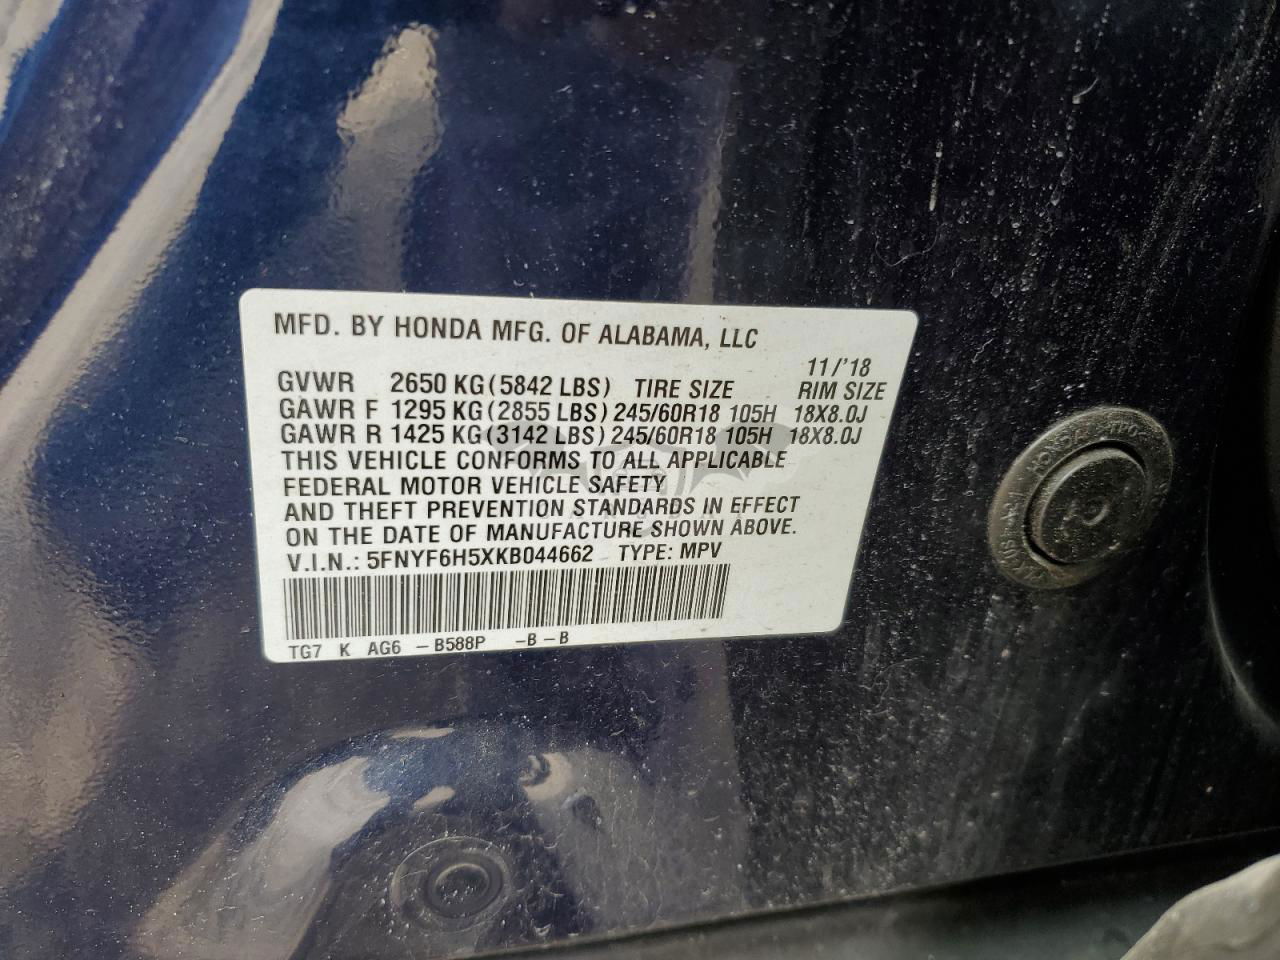 MFD. BY HONDA MFG. OF ALABAMA, LLC
11/'18
GVWR 2650 KG (5842 LBS) TIRE SIZE RIM SIZE
GAWR F 1295 KG (2855 LBS) 245/60R18 105H 18X8.0J
GAWR R 1425 KG (3142 LBS) 245/60R18 105H 18X8.0J
THIS VEHICLE CONFORMS TO ALL APPLICABLE
FEDERAL MOTOR VEHICLE SAFETY
AND THEFT PREVENTION STANDARDS IN EFFECT
ON THE DATE OF MANUFACTURE SHOWN ABOVE.
V.I.N.: 5FNYF6H5XKB044662 TYPE: MPV
TG7 K AG6 – B588P –B – B
HONDA